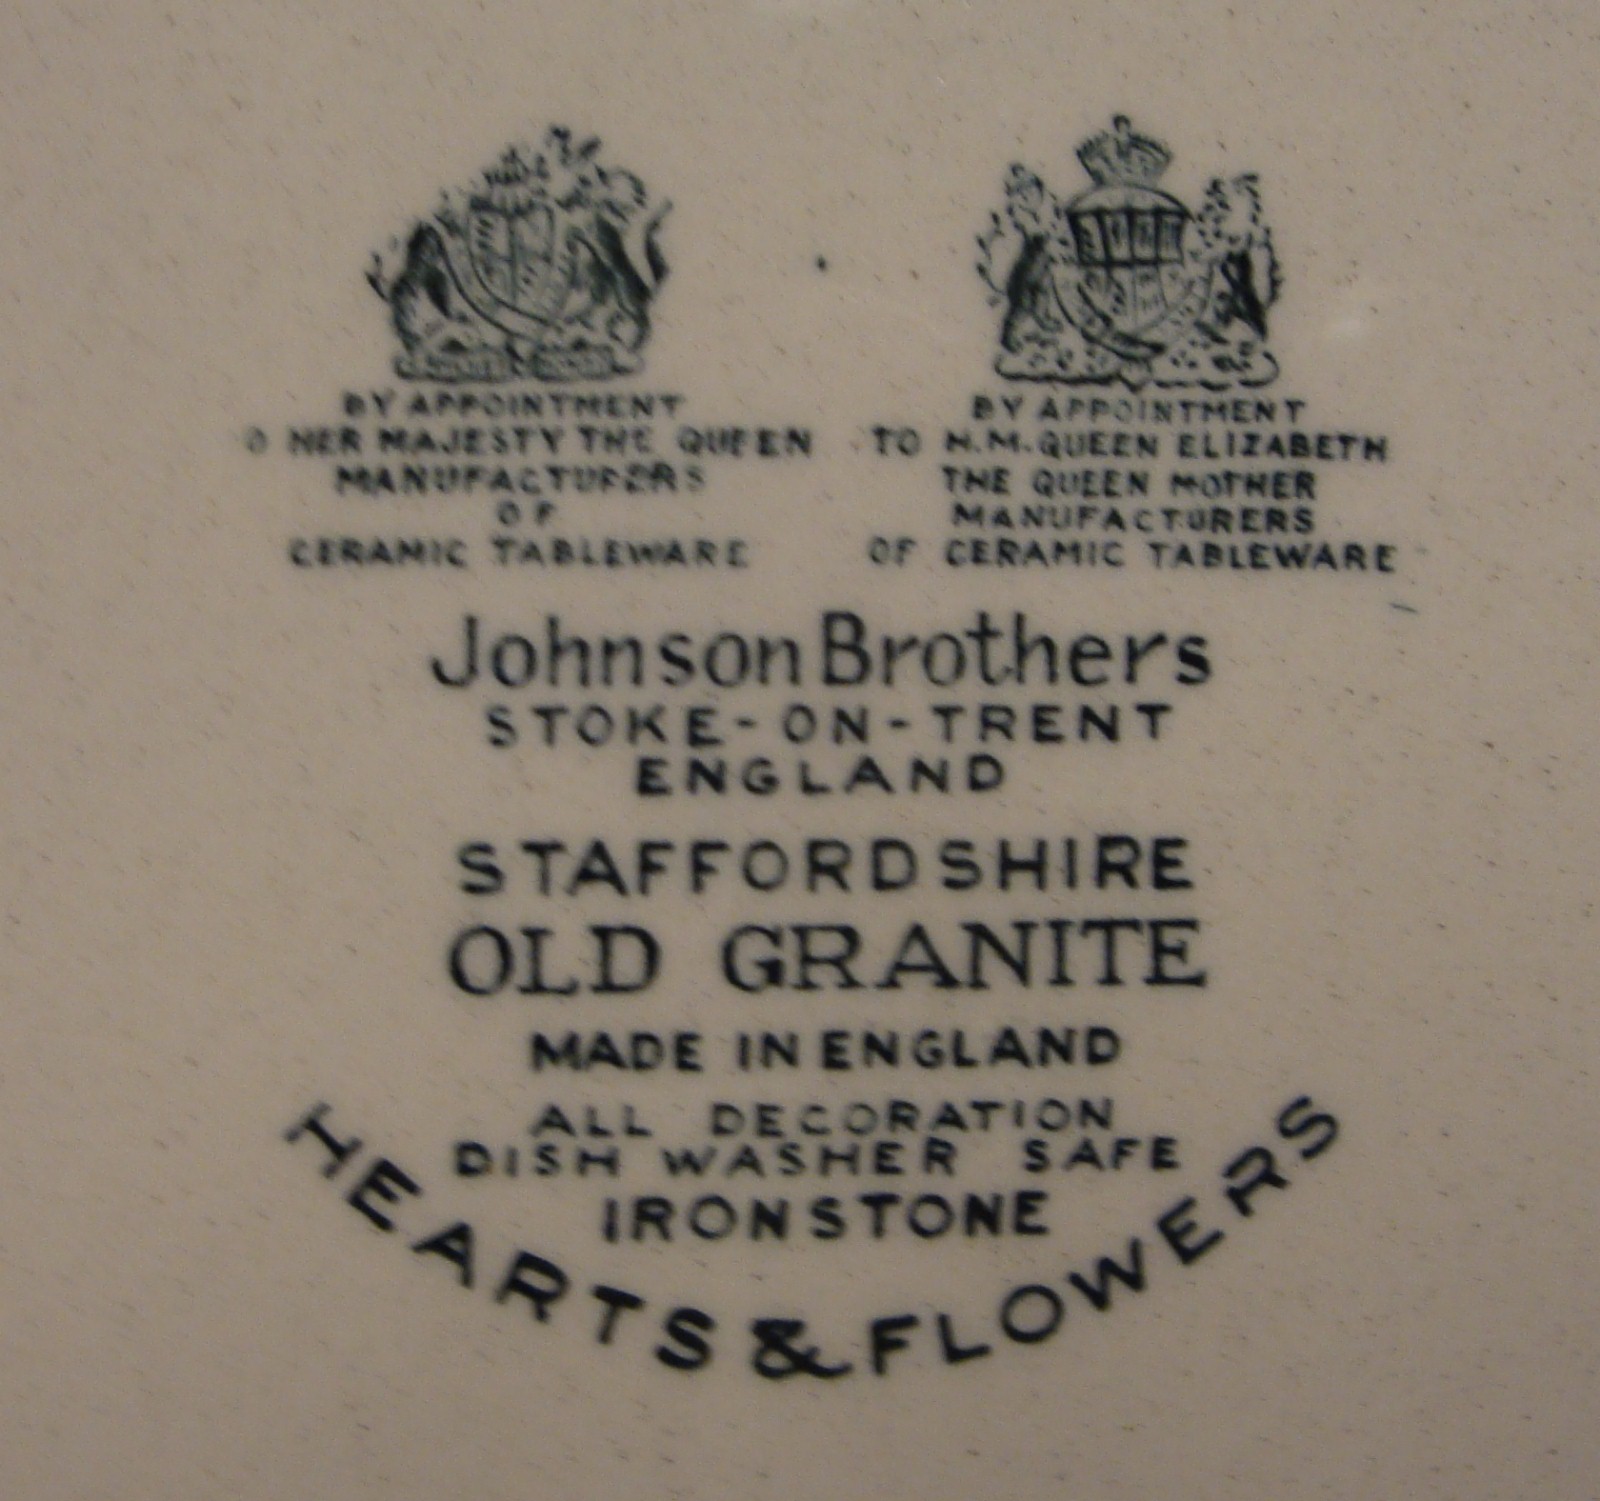 BY APPOINTMENT
O HER MAJESTY THE QUEEN
MANUFACTURERS
OF
CERAMIC TABLEWARE
BY APPOINTMENT
TO H.M. QUEEN ELIZABETH
THE QUEEN MOTHER
MANUFACTURERS
OF CERAMIC TABLEWARE
Johnson Brothers
STOKE-ON-TRENT
ENGLAND
STAFFORDSHIRE
OLD GRANITE
MADE IN ENGLAND
ALL DECORATION
DISH WASHER SAFE
IRONSTONE
HEARTS & FLOWERS